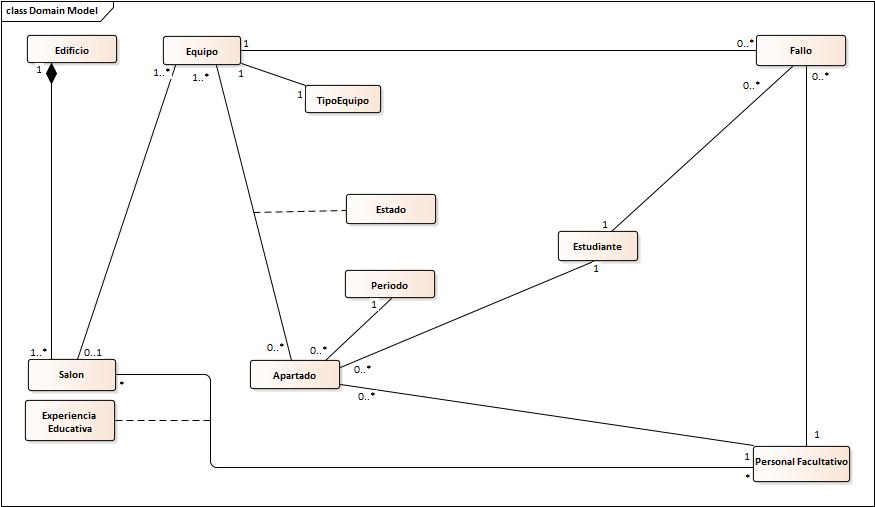 class Domain Model
Edificio
Equipo
Fallo
1
0..*
1
1..*
1..*
1
1
TipoEquipo
0..*
0..*
Estado
1
Estudiante
1
Periodo
1
1..*
0..1
0..*
0..*
0..*
Salon
*
Apartado
0..*
Experiencia
Educativa
1
1
Personal Facultativo
*